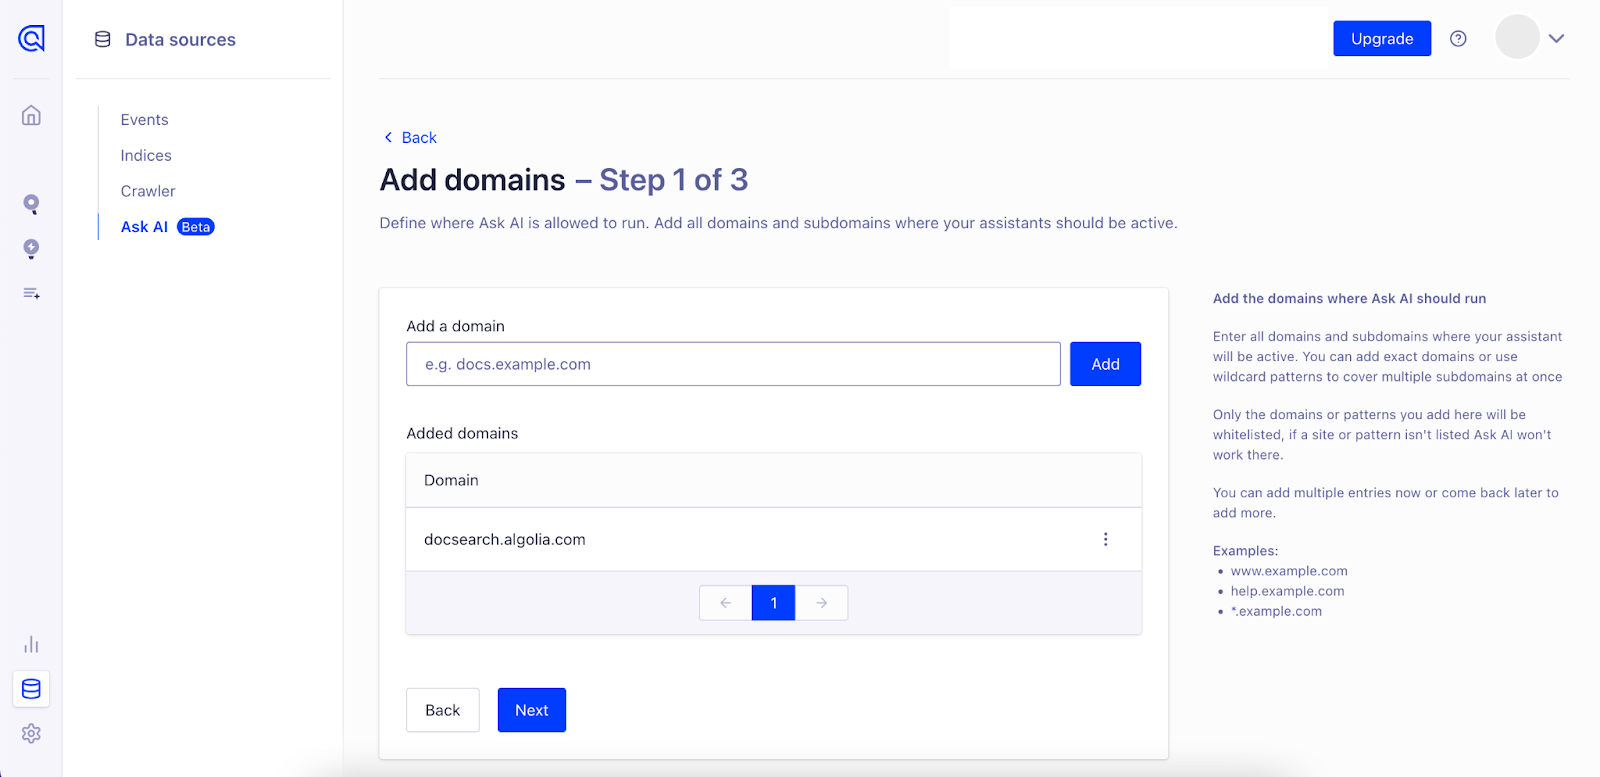 Data sources
Upgrade
Events
Indices
Crawler
Ask AI Beta
Back
Add domains – Step 1 of 3
Define where Ask AI is allowed to run. Add all domains and subdomains where your assistants should be active.
Add a domain
e.g. docs.example.com
Add
Added domains
Domain
docsearch.algolia.com
1
Back
Next
Add the domains where Ask AI should run
Enter all domains and subdomains where your assistant
will be active. You can add exact domains or use
wildcard patterns to cover multiple subdomains at once
Only the domains or patterns you add here will be
whitelisted, if a site or pattern isn't listed Ask AI won't
work there.
You can add multiple entries now or come back later to
add more.
Examples:
• www.example.com
• help.example.com
• *.example.com